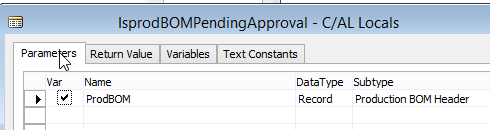 IsprodBOMPendingApproval - C/AL Locals
Parameters Return Value Variables Text Constants
Var Name DataType Subtype
ProdBOM Record Production BOM Header